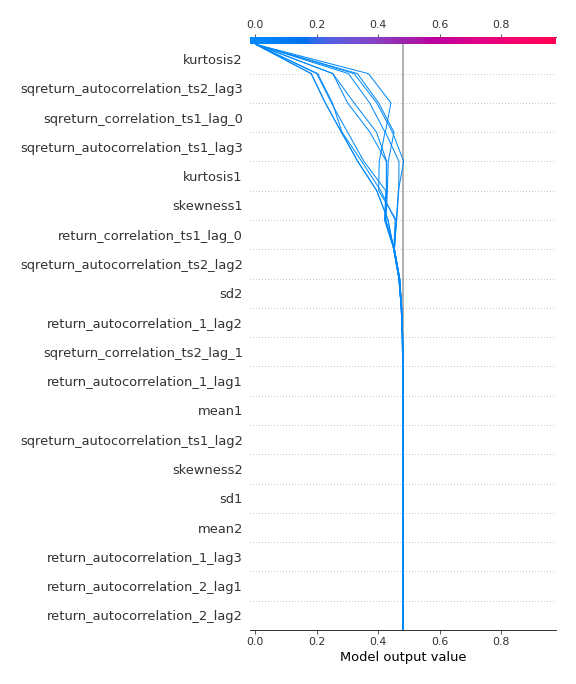 0.0 0.2 0.4 0.6 0.8
kurtosis2
sqreturn_autocorrelation_ts2_lag3
sqreturn_correlation_ts1_lag_0
sqreturn_autocorrelation_ts1_lag3
kurtosis1
skewness1
return_correlation_ts1_lag_0
sqreturn_autocorrelation_ts2_lag2
sd2
return_autocorrelation_1_lag2
sqreturn_correlation_ts2_lag_1
return_autocorrelation_1_lag1
mean1
sqreturn_autocorrelation_ts1_lag2
skewness2
sd1
mean2
return_autocorrelation_1_lag3
return_autocorrelation_2_lag1
return_autocorrelation_2_lag2
0.0 0.2 0.4 0.6 0.8
Model output value